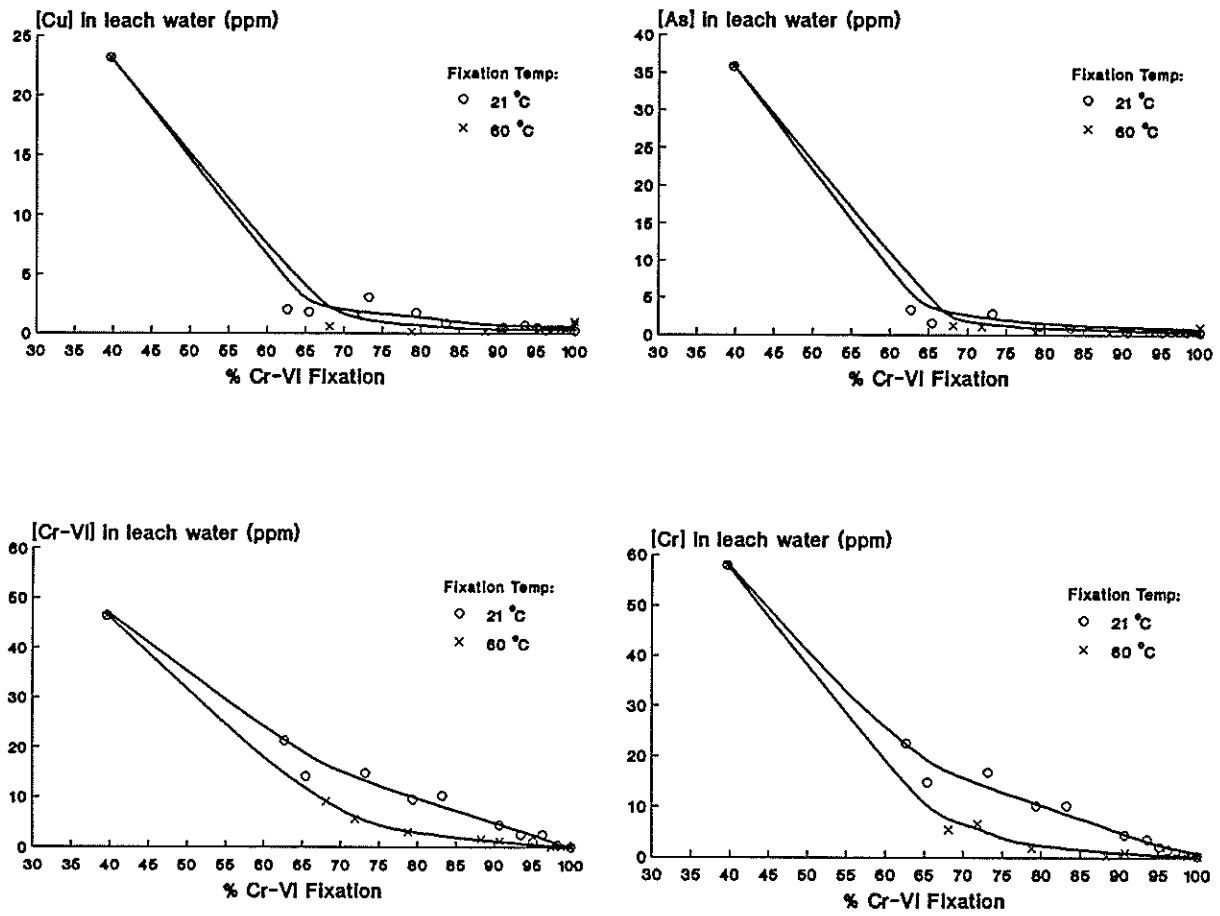 [Cu] in leach water (ppm)
25
20
15
10
5
0
30 35 40 45 50 55 60 65 70 75 80 85 90 95 100
% Cr-VI Fixation
Fixation Temp:
21 °C
60 °C
[As] in leach water (ppm)
40
35
30
25
20
15
10
5
0
30 35 40 45 50 55 60 65 70 75 80 85 90 95 100
% Cr-VI Fixation
Fixation Temp:
21 °C
60 °C
[Cr-VI] in leach water (ppm)
60
50
40
30
20
10
0
30 35 40 45 50 55 60 65 70 75 80 85 90 95 100
% Cr-VI Fixation
Fixation Temp:
21 °C
60 °C
[Cr] in leach water (ppm)
60
50
40
30
20
10
0
30 35 40 45 50 55 60 65 70 75 80 85 90 95 100
% Cr-VI Fixation
Fixation Temp:
21 °C
60 °C